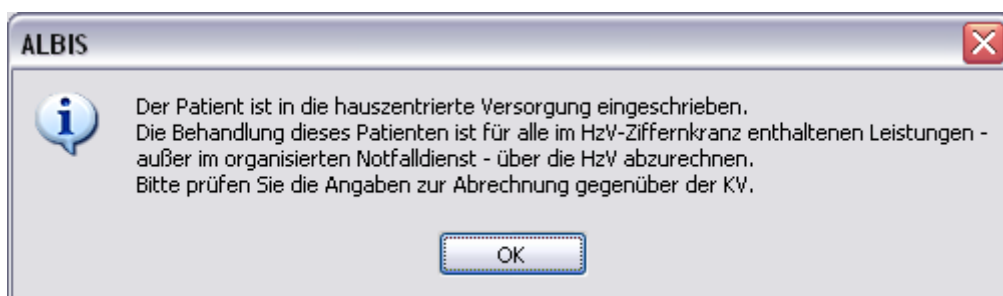 ALBIS
Der Patient ist in die hauszentrierte Versorgung eingeschrieben.
Die Behandlung dieses Patienten ist für alle im HzV-Ziffernkranz enthaltenen Leistungen -
außer im organisierten Notfalldienst - über die HzV abzurechnen.
Bitte prüfen Sie die Angaben zur Abrechnung gegenüber der KV.
OK